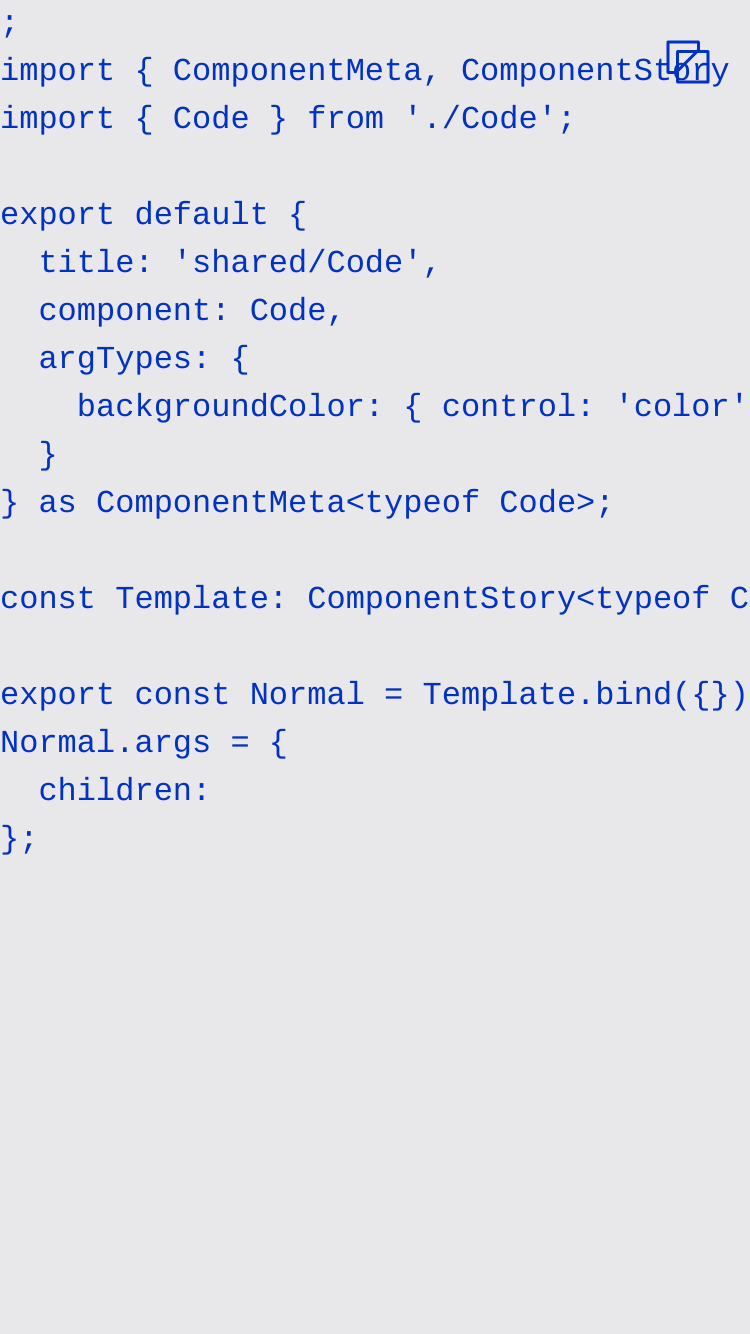 ;
import { ComponentMeta, ComponentStory
import { Code } from './Code';
export default {
  title: 'shared/Code',
  component: Code,
  argTypes: {
    backgroundColor: { control: 'color'
  }
} as ComponentMeta<typeof Code>;
const Template: ComponentStory<typeof C
export const Normal = Template.bind({})
Normal.args = {
  children:
};